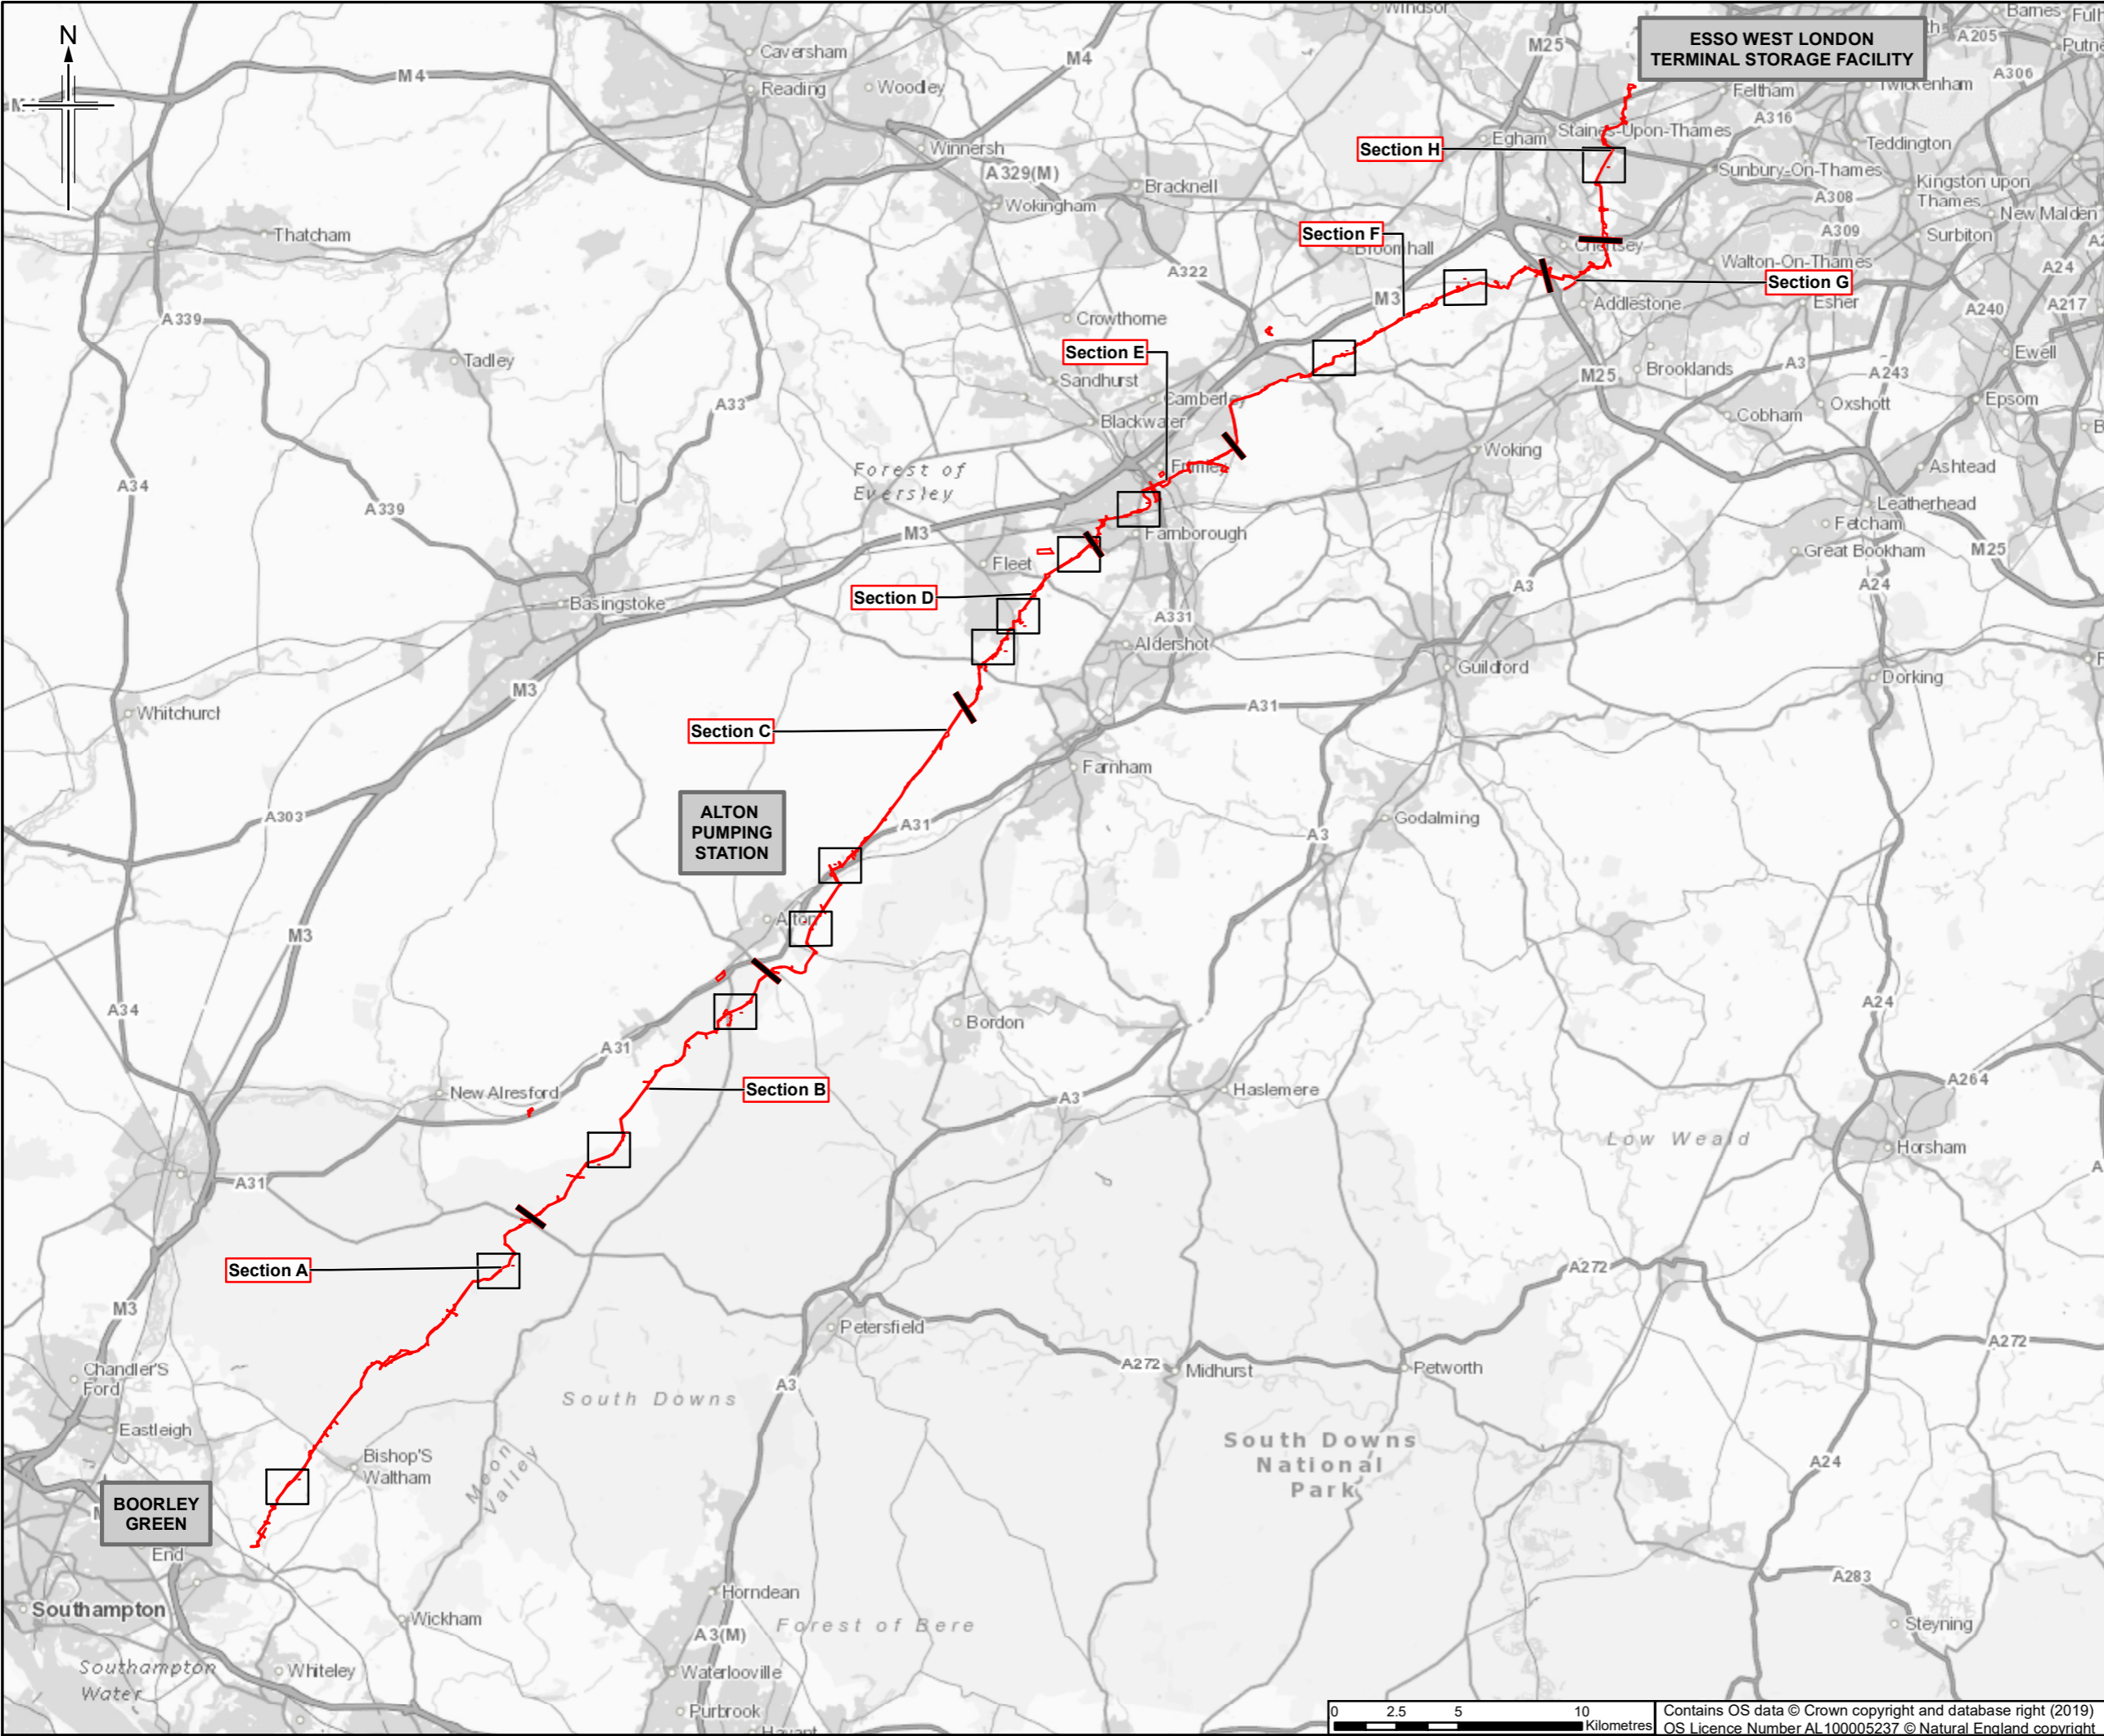 N
ESSO WEST LONDON
TERMINAL STORAGE FACILITY
Windsor
Barnes
A205
M25
M4
Caversham
M4
Reading
Woodley
A306
Feltham
Twickenham
A316
Egham
Staines-Upon-Thames
Teddington
Section H
Winnersh
A329(M)
Bracknell
Wokingham
Sunbury-On-Thames
Kingston upon
Thames
A308
New Malden
Thatcham
Section F
Broomhall
Chertsey
A309
Surbiton
Walton-On-Thames
A322
A24
Section G
Addlestone
Esher
M3
A240
A217
A339
Crowthorne
Section E
Ewell
Tadley
Sandhurst
Brooklands
A3
A243
M25
Camberley
Oxshott
Epsom
A33
Cobham
Blackwater
Woking
Forest of
Eversley
Frimley
Ashtead
A34
Leatherhead
A339
Fetcham
M3
Farnborough
Great Bookham
M25
Fleet
A24
A3
Section D
Basingstoke
A331
Aldershot
Guildford
Dorking
M3
A31
Whitchurch
Section C
Farnham
ALTON
PUMPING
STATION
A303
A31
A3
Godalming
Alton
M3
A34
A24
Bordon
A31
New Alresford
Section B
A3
Haslemere
A264
Low Weald
Horsham
A31
Section A
A272
M3
Petersfield
A272
A272
Midhurst
Petworth
Chandler'S
Ford
A3
South Downs
Eastleigh
Bishop'S
Waltham
Meon
Valley
South Downs
National
Park
A24
BOORLEY
GREEN
End
A283
Horndean
Southampton
Wickham
Forest of Bere
Steyning
A3(M)
Southampton
Water
Whiteley
Waterlooville
Purbrook
Havant
0 2.5 5 10
Kilometres
Contains OS data © Crown copyright and database right (2019)
OS Licence Number AL100005237 © Natural England copyright